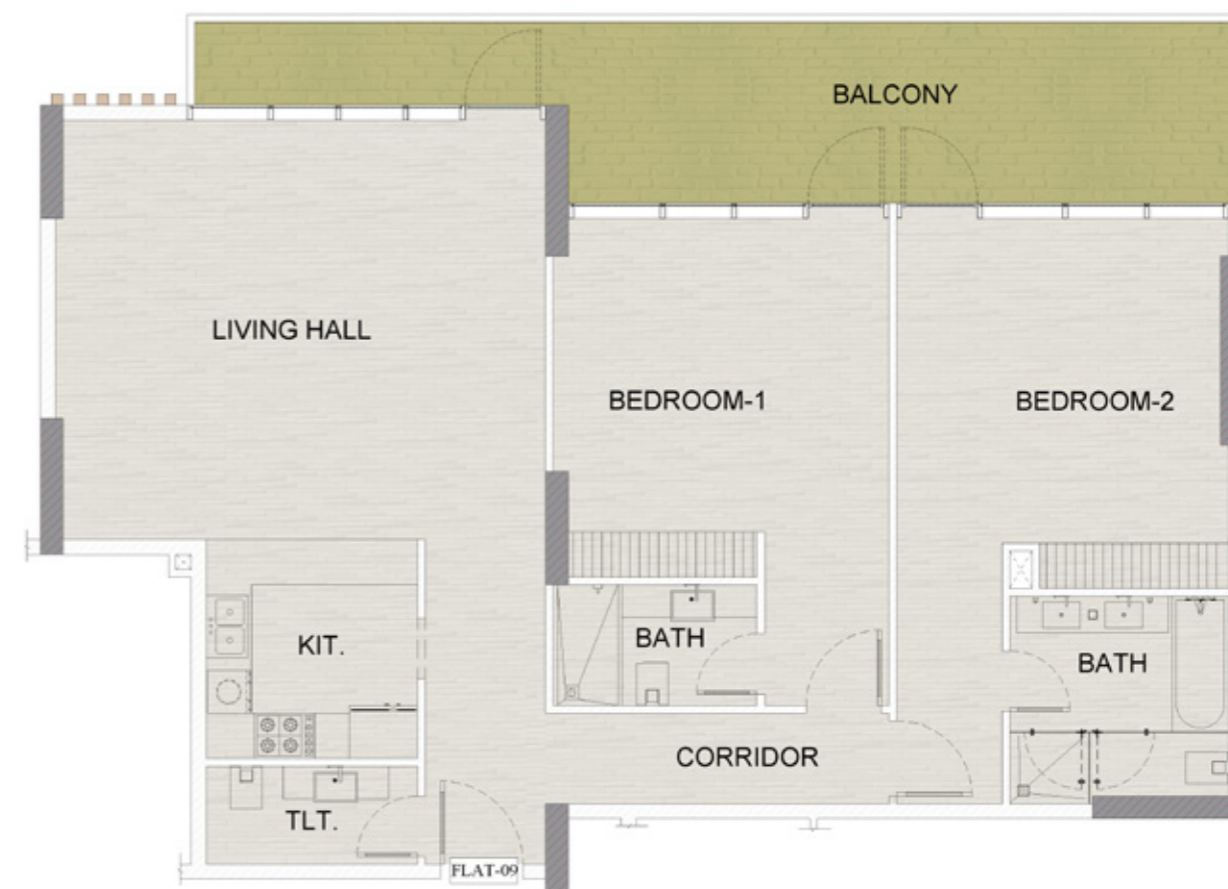 BALCONY
LIVING HALL
BEDROOM-1
BEDROOM-2
KIT.
BATH
BATH
CORRIDOR
TLT.
FLAT-09